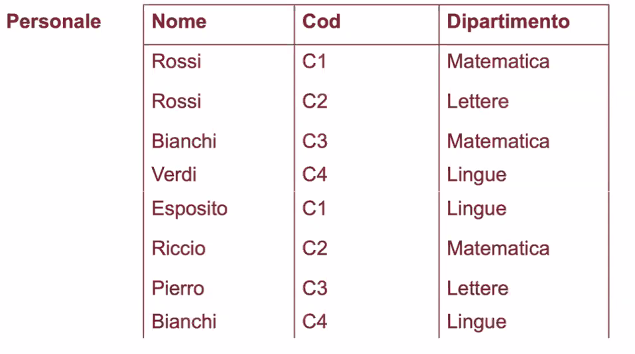 Personale Nome Cod Dipartimento
Rossi C1 Matematica
Rossi C2 Lettere
Bianchi C3 Matematica
Verdi C4 Lingue
Esposito C1 Lingue
Riccio C2 Matematica
Pierro C3 Lettere
Bianchi C4 Lingue